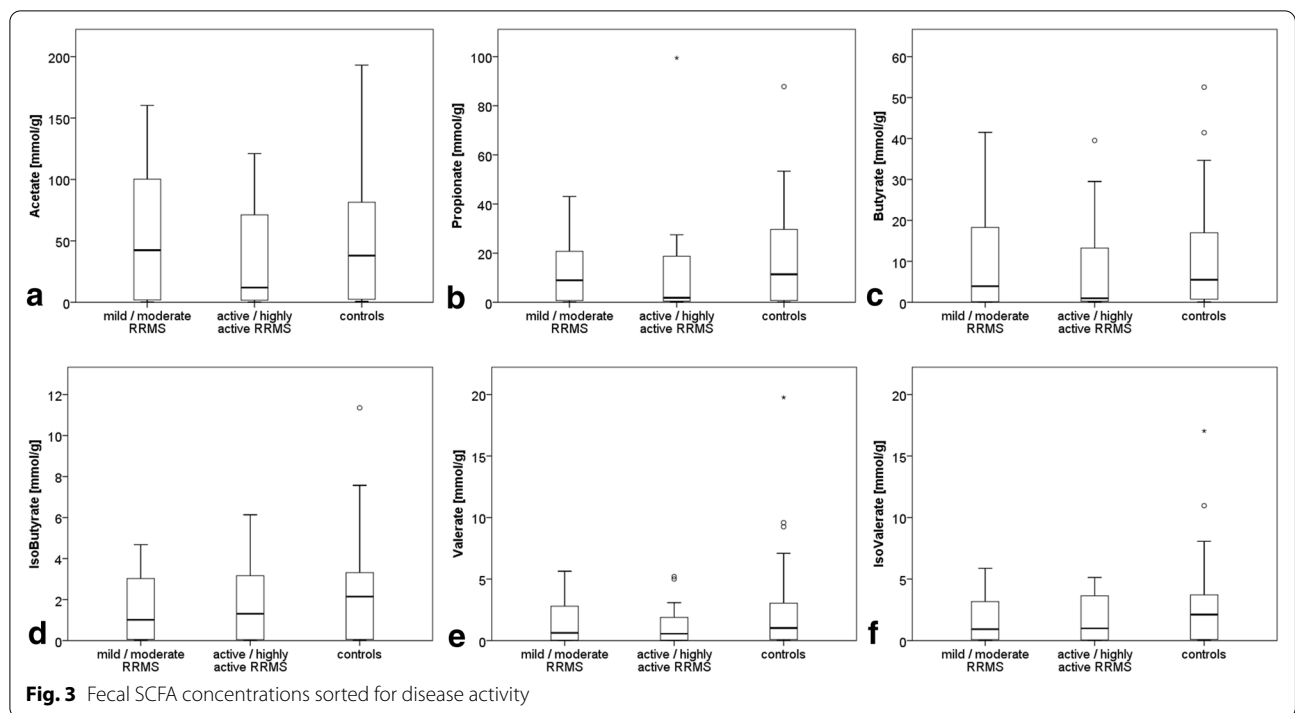 200
150
100
50
0
Acetate [mmol/g]
a
mild / moderate
RRMS
active / highly
active RRMS
controls
100
80
60
40
20
0
Propionate [mmol/g]
*
b
mild / moderate
RRMS
active / highly
active RRMS
controls
60
50
40
30
20
10
0
Butyrate [mmol/g]
c
mild / moderate
RRMS
active / highly
active RRMS
controls
12
10
8
6
4
2
0
IsoButyrate [mmol/g]
d
mild / moderate
RRMS
active / highly
active RRMS
controls
20
15
10
5
0
Valerate [mmol/g]
*
e
mild / moderate
RRMS
active / highly
active RRMS
controls
20
15
10
5
0
IsoValerate [mmol/g]
*
f
mild / moderate
RRMS
active / highly
active RRMS
controls
Fig. 3 Fecal SCFA concentrations sorted for disease activity